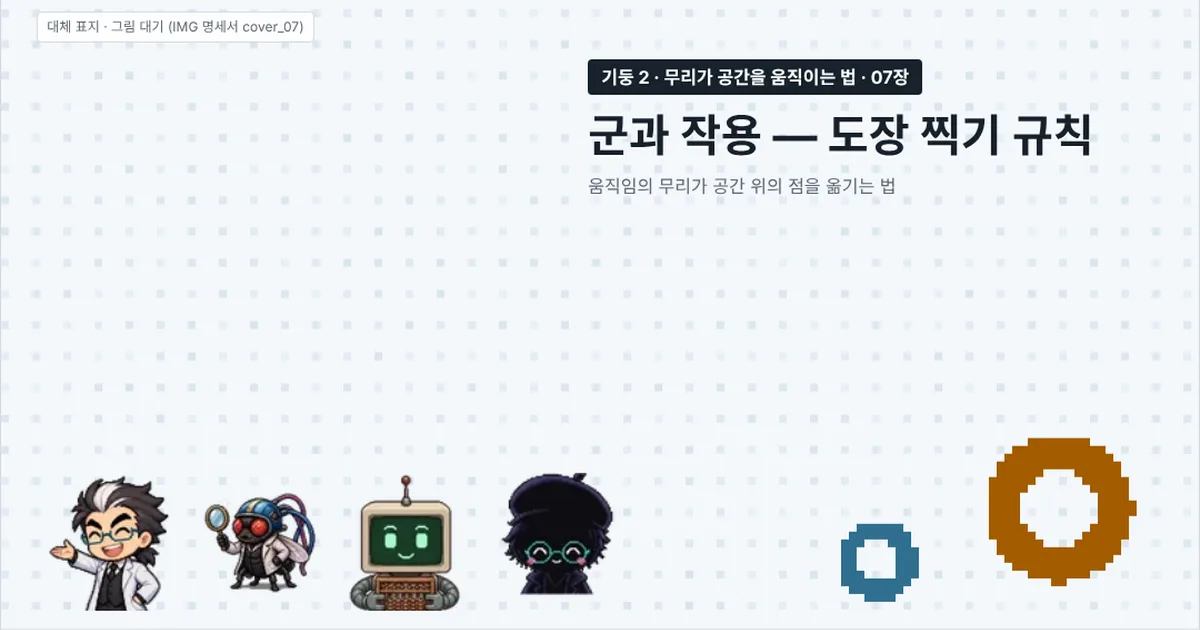 대체 표지 · 그림 대기 (IMG 명세서 cover_07)
기둥 2 · 무리가 공간을 움직이는 법 · 07장
군과 작용 — 도장 찍기 규칙
움직임의 무리가 공간 위의 점을 옮기는 법